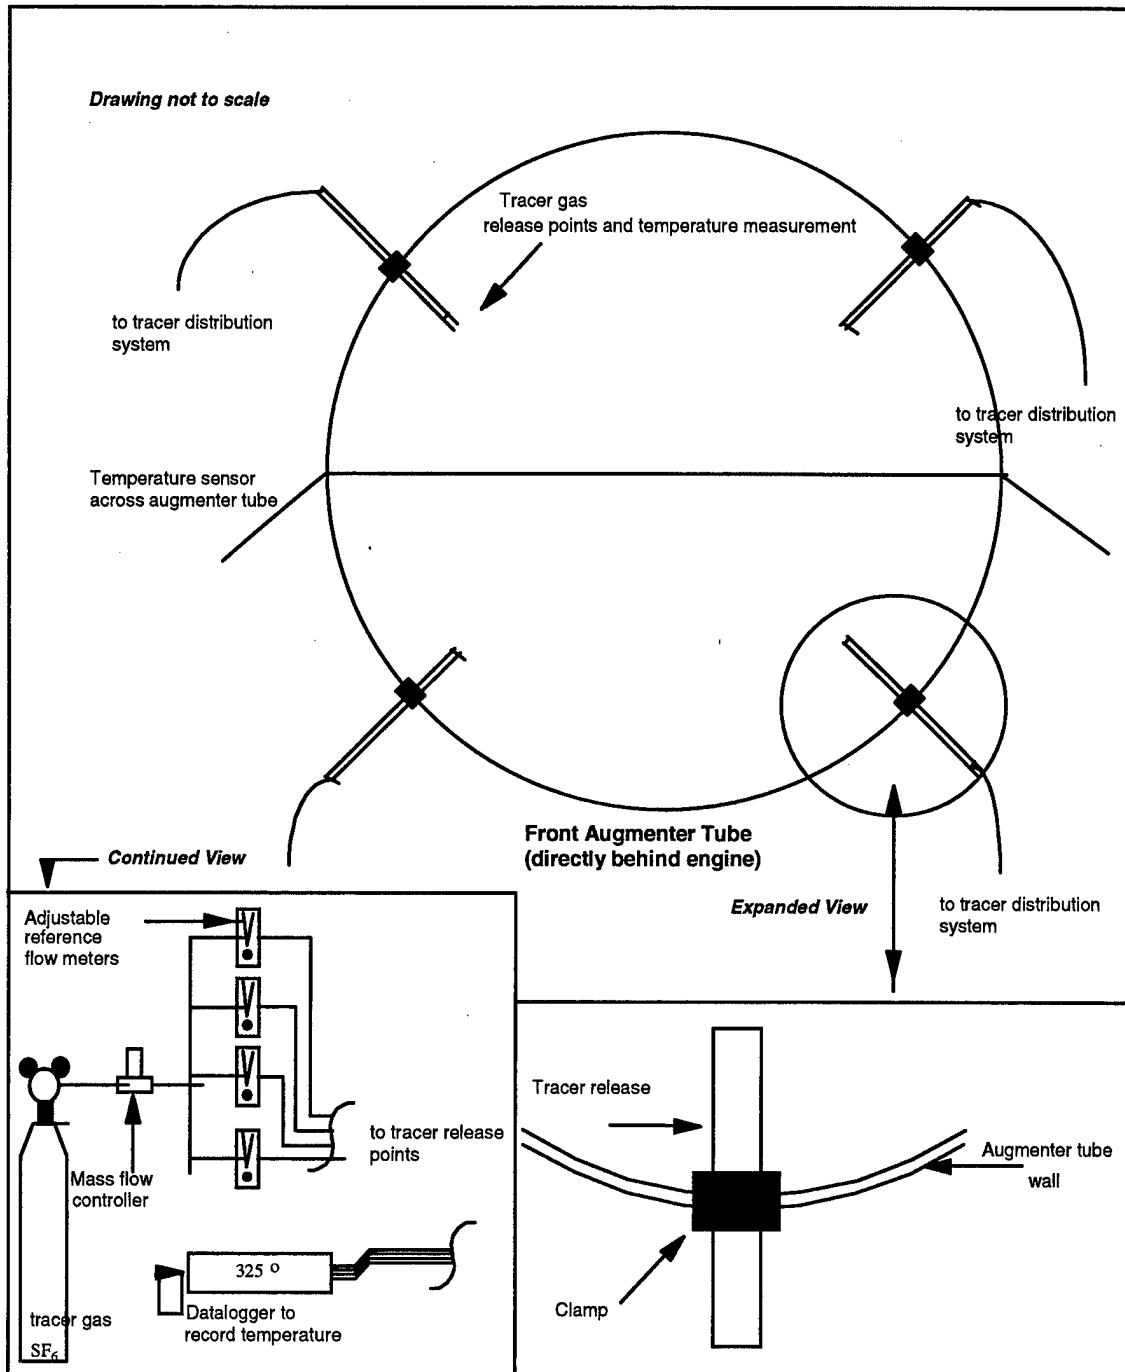 Drawing not to scale
Tracer gas
release points and temperature measurement
to tracer distribution
system
to tracer distribution
system
Temperature sensor
across augmenter tube
Front Augmenter Tube
(directly behind engine)
Continued View
Expanded View
to tracer distribution
system
Adjustable
reference
flow meters
to tracer release
points
Mass flow
controller
325 o
Datalogger to
record temperature
tracer gas
SF6
Tracer release
Augmenter tube
wall
Clamp